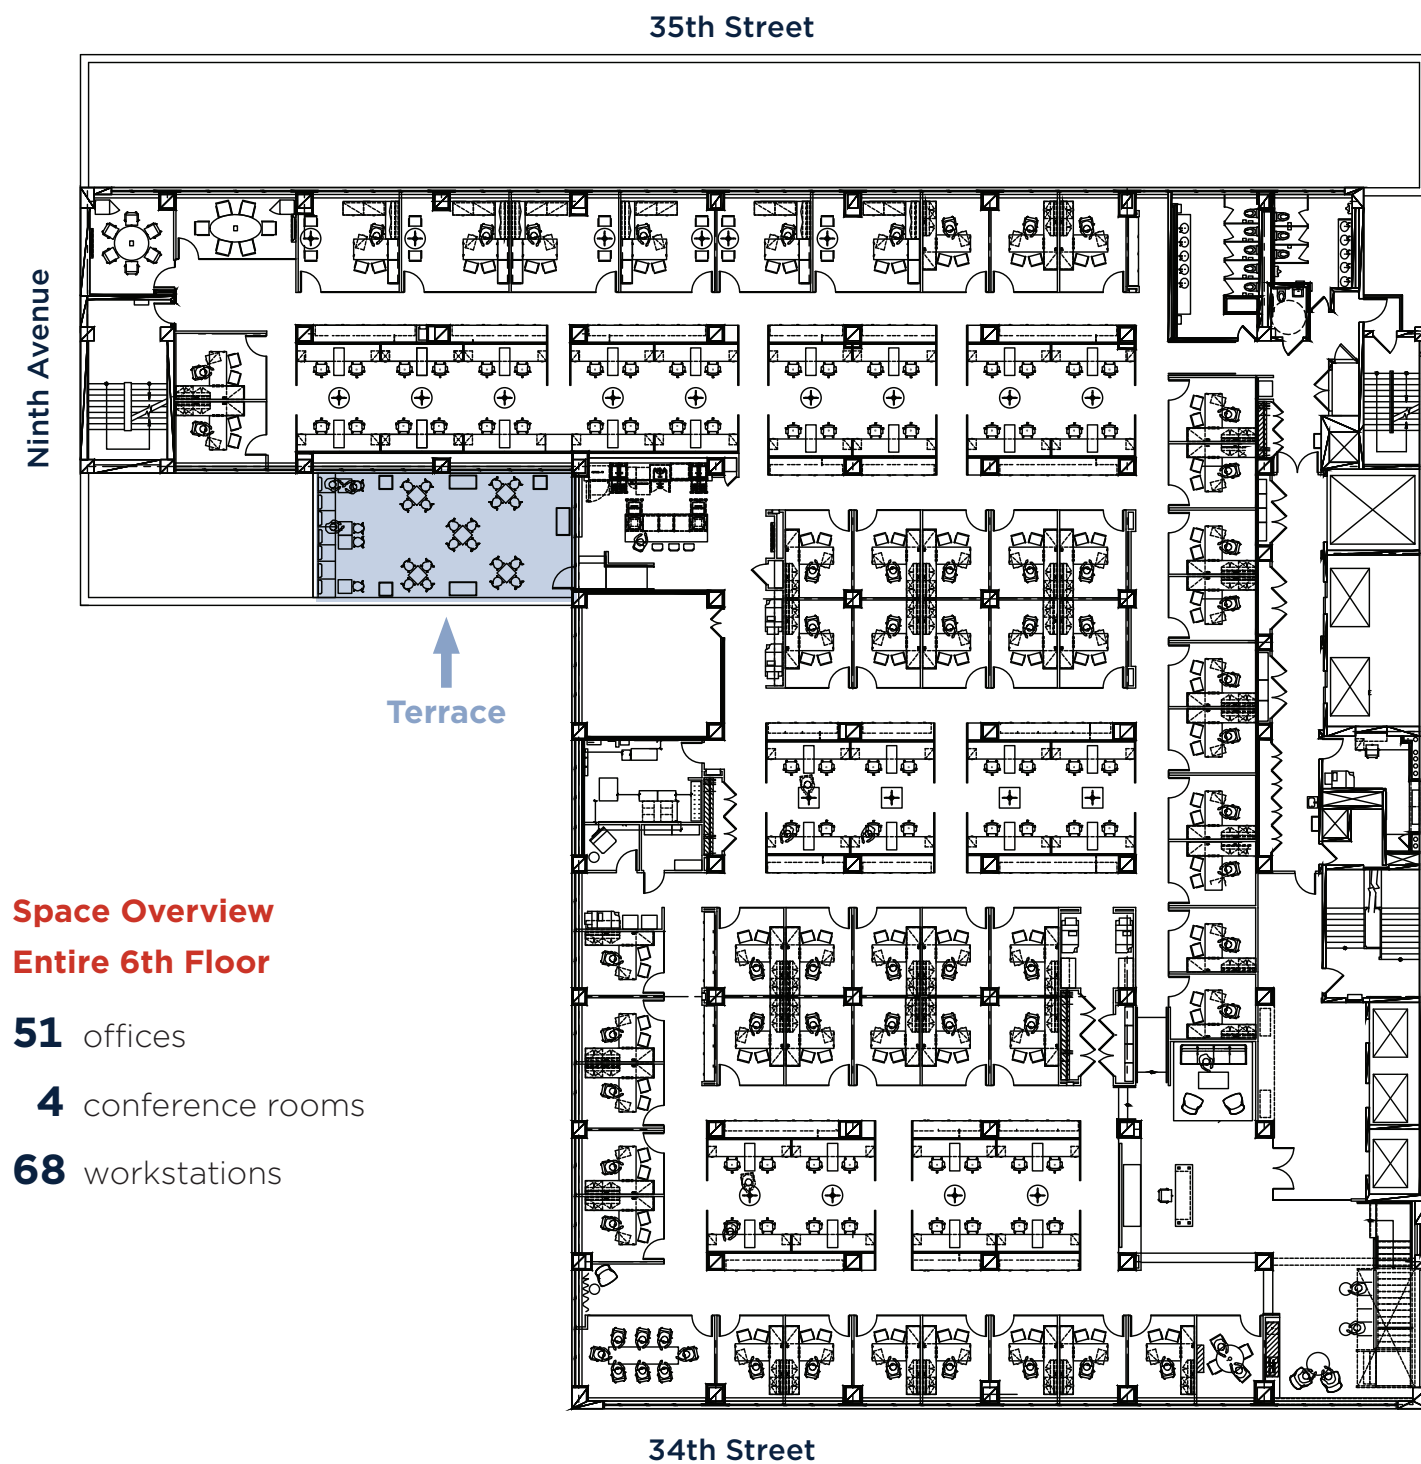 35th Street
Ninth Avenue
Terrace
Space Overview
Entire 6th Floor
51 offices
4 conference rooms
68 workstations
34th Street